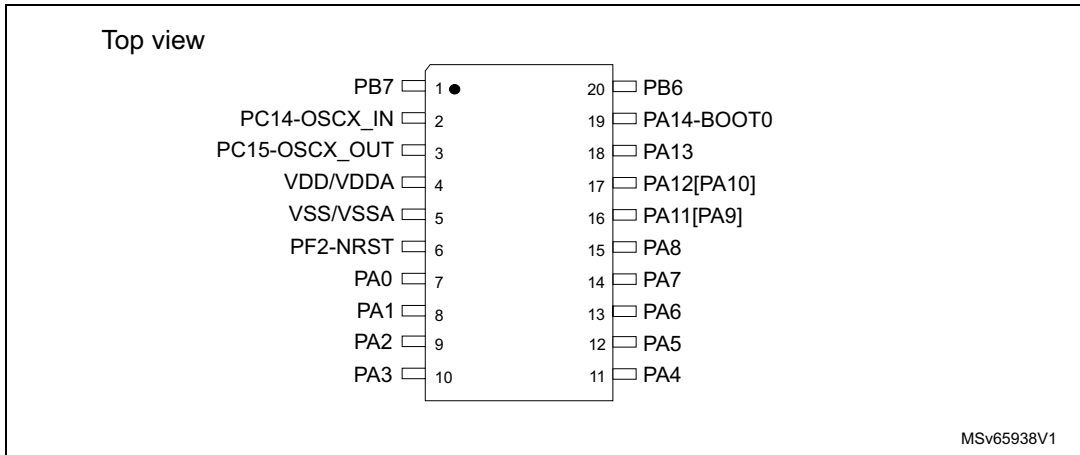 Top view
PB7 1 20 PB6
PC14-OSCX_IN 2 19 PA14-BOOT0
PC15-OSCX_OUT 3 18 PA13
VDD/VDDA 4 17 PA12[PA10]
VSS/VSSA 5 16 PA11[PA9]
PF2-NRST 6 15 PA8
PA0 7 14 PA7
PA1 8 13 PA6
PA2 9 12 PA5
PA3 10 11 PA4
MSv65938V1